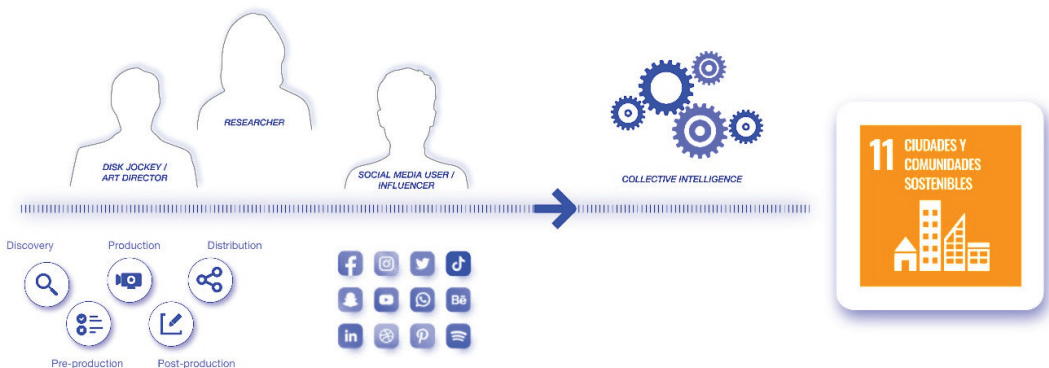 RESEARCHER
DISK JOCKEY /
ART DIRECTOR
SOCIAL MEDIA USER /
INFLUENCER
COLLECTIVE INTELLIGENCE
11 CIUDADES Y
COMUNIDADES
SOSTENIBLES
Discovery
Production
Distribution
Pre-production
Post-production
in
Bē